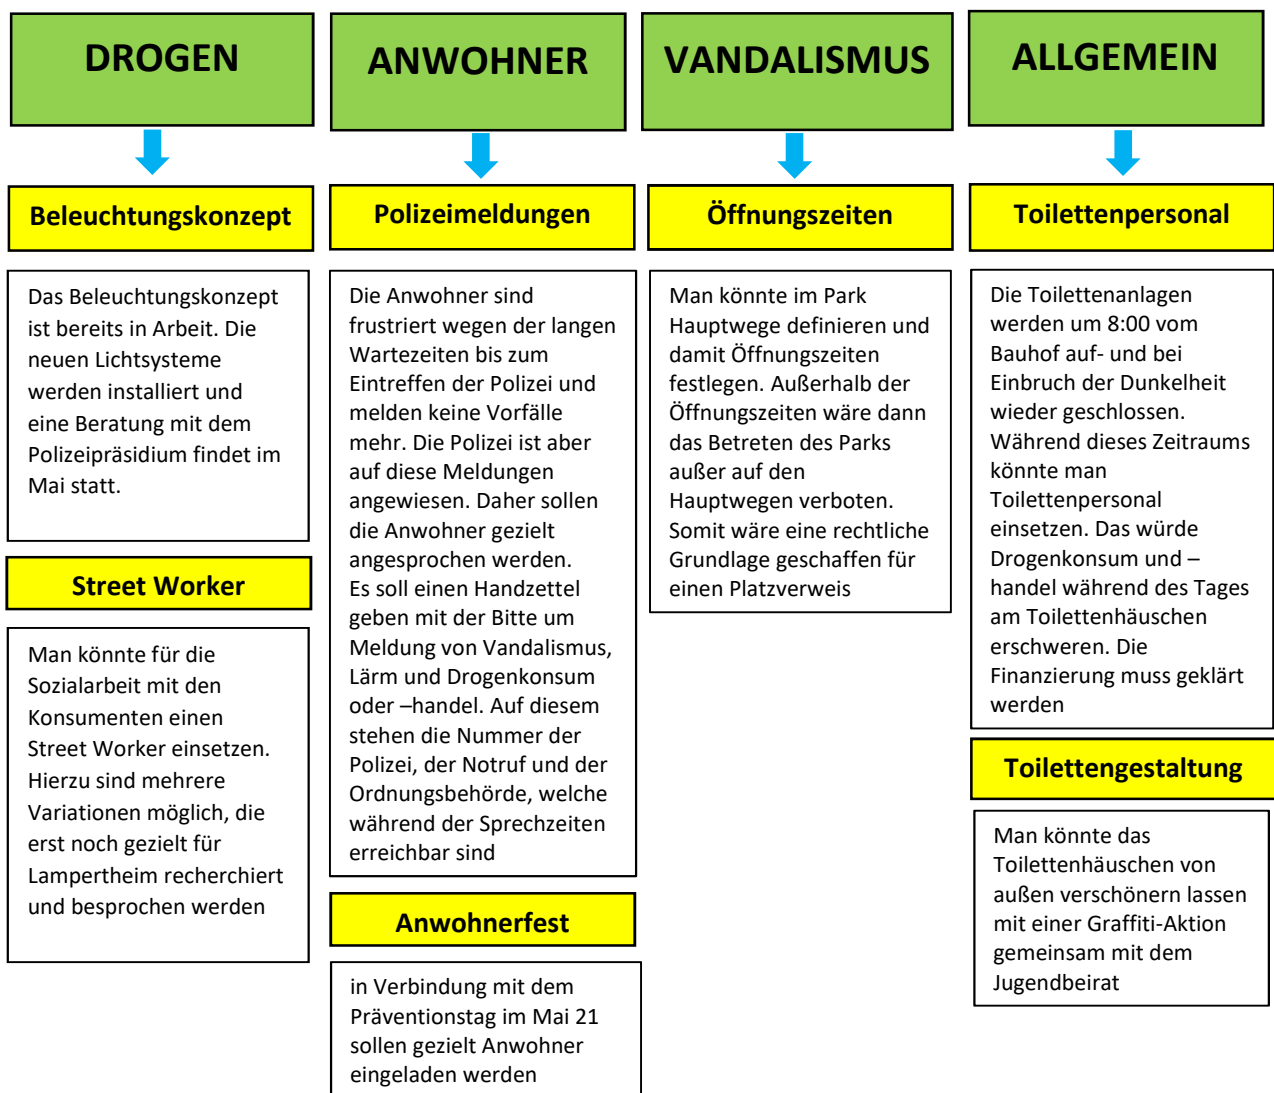 DROGEN
Beleuchtungskonzept
Das Beleuchtungskonzept
ist bereits in Arbeit. Die
neuen Lichtsysteme
werden installiert und
eine Beratung mit dem
Polizeipräsidium findet im
Mai statt.
Street Worker
Man könnte für die
Sozialarbeit mit den
Konsumenten einen
Street Worker einsetzen.
Hierzu sind mehrere
Variationen möglich, die
erst noch gezielt für
Lampertheim recherchiert
und besprochen werden
ANWOHNER
Polizeimeldungen
Die Anwohner sind
frustriert wegen der langen
Wartezeiten bis zum
Eintreffen der Polizei und
melden keine Vorfälle
mehr. Die Polizei ist aber
auf diese Meldungen
angewiesen. Daher sollen
die Anwohner gezielt
angesprochen werden.
Es soll einen Handzettel
geben mit der Bitte um
Meldung von Vandalismus,
Lärm und Drogenkonsum
oder –handel. Auf diesem
stehen die Nummer der
Polizei, der Notruf und der
Ordnungsbehörde, welche
während der Sprechzeiten
erreichbar sind
Anwohnerfest
in Verbindung mit dem
Präventionstag im Mai 21
sollen gezielt Anwohner
eingeladen werden
VANDALISMUS
Öffnungszeiten
Man könnte im Park
Hauptwege definieren und
damit Öffnungszeiten
festlegen. Außerhalb der
Öffnungszeiten wäre dann
das Betreten des Parks
außer auf den
Hauptwegen verboten.
Somit wäre eine rechtliche
Grundlage geschaffen für
einen Platzverweis
ALLGEMEIN
Toilettenpersonal
Die Toilettenanlagen
werden um 8:00 vom
Bauhof auf- und bei
Einbruch der Dunkelheit
wieder geschlossen.
Während dieses Zeitraums
könnte man
Toilettenpersonal
einsetzen. Das würde
Drogenkonsum und –
handel während des Tages
am Toilettenhäuschen
erschweren. Die
Finanzierung muss geklärt
werden
Toilettengestaltung
Man könnte das
Toilettenhäuschen von
außen verschönern lassen
mit einer Graffiti-Aktion
gemeinsam mit dem
Jugendbeirat